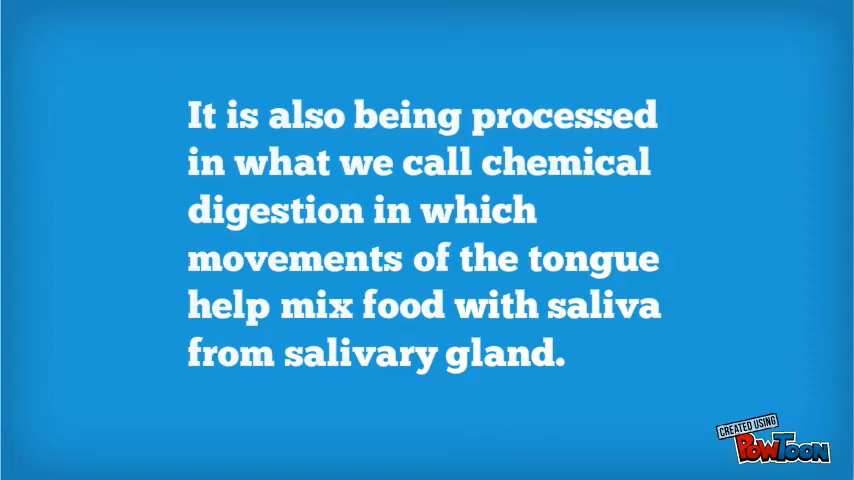 It is also being processed
in what we call chemical
digestion in which
movements of the tongue
help mix food with saliva
from salivary gland.
CREATED USING
POWTOON